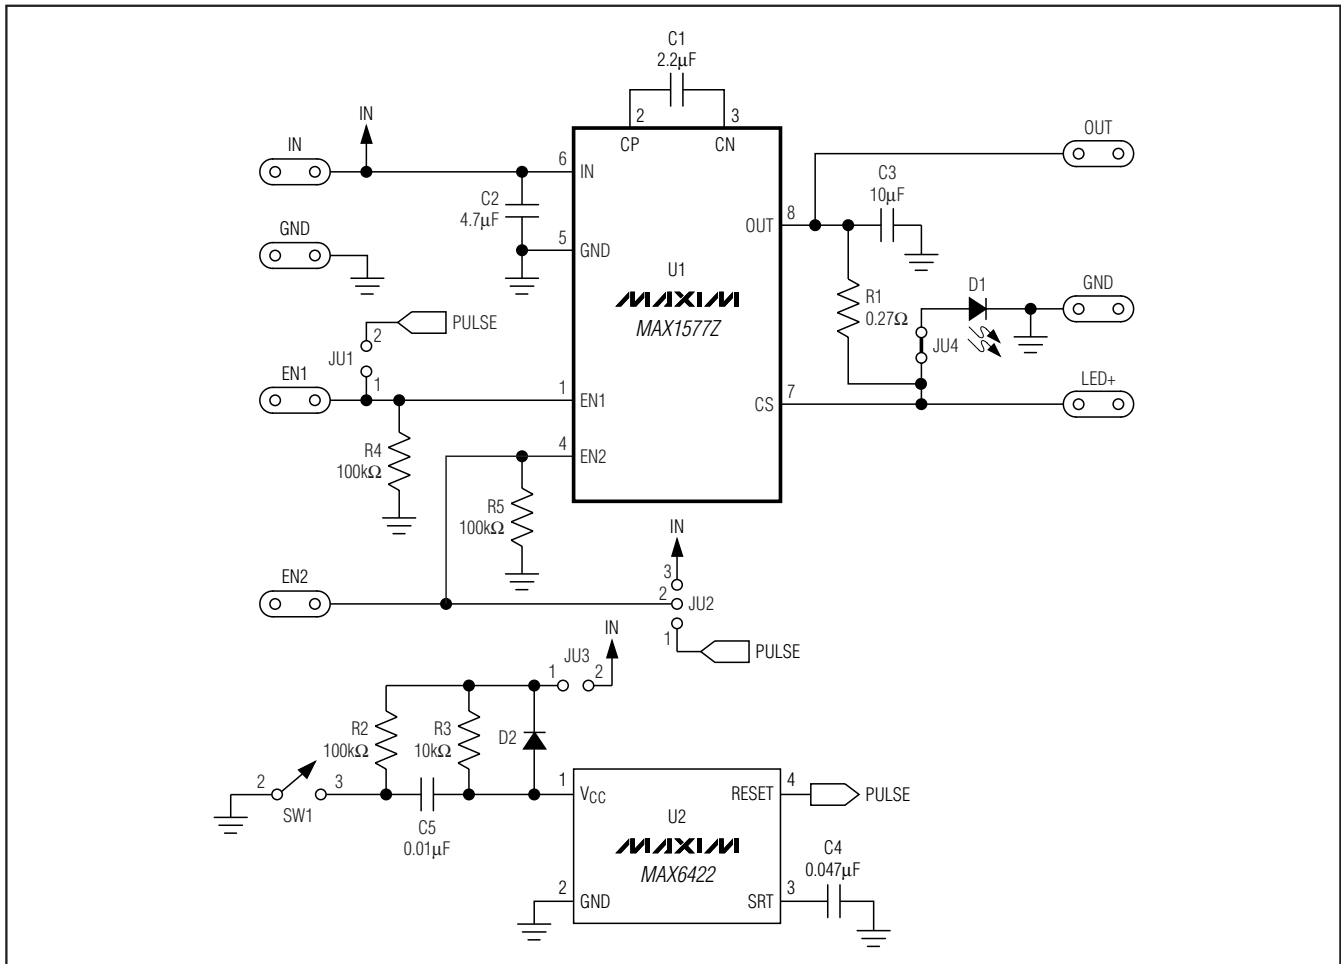 C1
2.2µF
2
3
CP
CN
IN
IN
OUT
6
IN
C2
4.7µF
C3
10µF
GND
5
GND
OUT
8
U1
MAXIM
MAX1577Z
R1
0.27Ω
D1
GND
PULSE
2
JU1
1
JU4
EN1
1
EN1
CS
7
LED+
R4
100kΩ
4
EN2
R5
100kΩ
IN
3
2
JU2
1
EN2
PULSE
IN
JU3
1
2
R2
100kΩ
R3
10kΩ
D2
2
3
SW1
C5
0.01µF
1
VCC
RESET
4
PULSE
U2
MAXIM
MAX6422
C4
0.047µF
2
GND
SRT
3